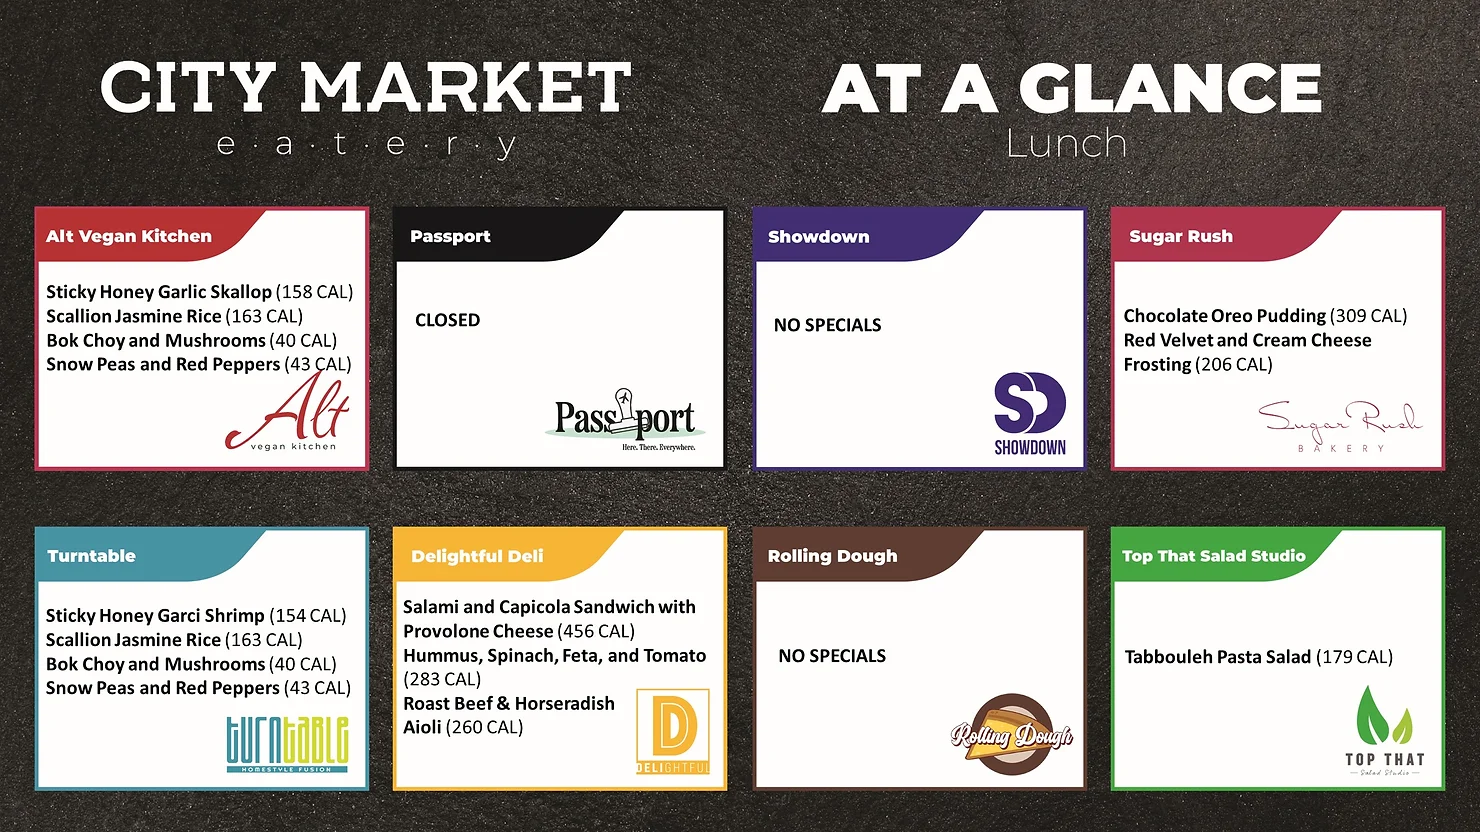 CITY MARKET
e·a·t·e·r·y
AT A GLANCE
Lunch
Alt Vegan Kitchen
Sticky Honey Garlic Skallop (158 CAL)
Scallion Jasmine Rice (163 CAL)
Bok Choy and Mushrooms (40 CAL)
Snow Peas and Red Peppers (43 CAL)
Alt
vegan kitchen
Passport
CLOSED
Passport
Here. There. Everywhere.
Showdown
NO SPECIALS
SD
SHOWDOWN
Sugar Rush
Chocolate Oreo Pudding (309 CAL)
Red Velvet and Cream Cheese
Frosting (206 CAL)
Sugar Rush
BAKERY
Turntable
Sticky Honey Garci Shrimp (154 CAL)
Scallion Jasmine Rice (163 CAL)
Bok Choy and Mushrooms (40 CAL)
Snow Peas and Red Peppers (43 CAL)
turntable
HOMESTYLE FUSION
Delightful Deli
Salami and Capicola Sandwich with
Provolone Cheese (456 CAL)
Hummus, Spinach, Feta, and Tomato
(283 CAL)
Roast Beef & Horseradish
Aioli (260 CAL)
D
DELIGHTFUL
Rolling Dough
NO SPECIALS
Rolling Dough
Top That Salad Studio
Tabbouleh Pasta Salad (179 CAL)
TOP THAT
Salad Studio